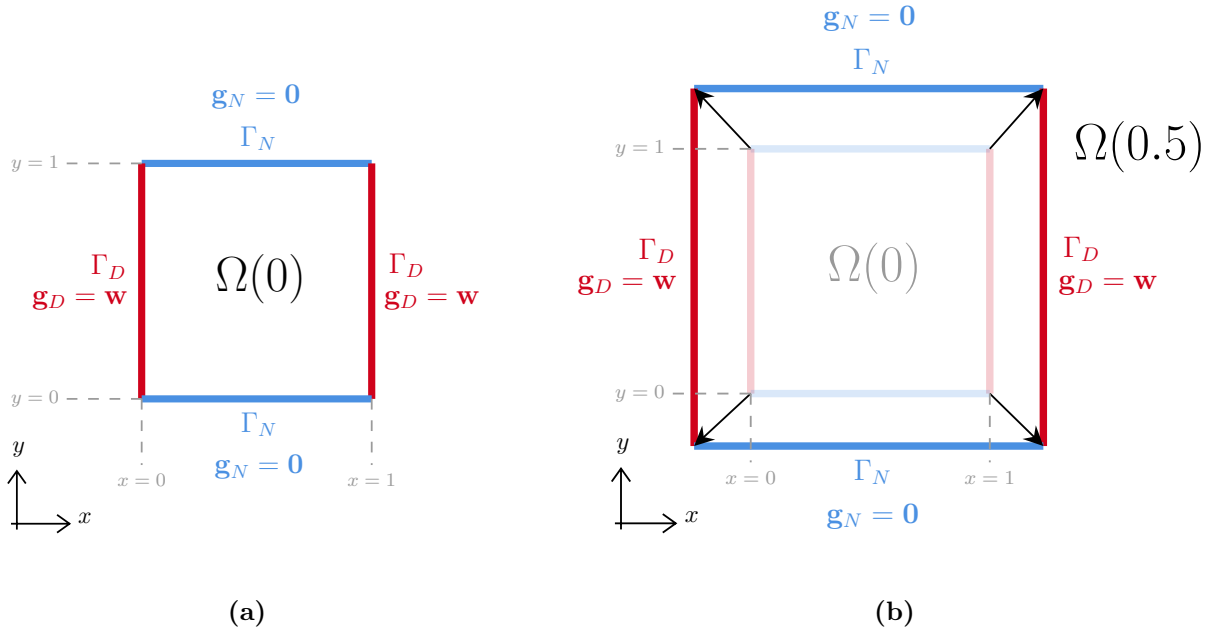 𝐠_N = 𝟎
Γ_N
y = 1
Γ_D
𝐠_D = 𝐰
Ω(0)
Γ_D
𝐠_D = 𝐰
y = 0
Γ_N
𝐠_N = 𝟎
x = 0
x = 1
y
x
(a)
𝐠_N = 𝟎
Γ_N
Ω(0.5)
y = 1
Γ_D
𝐠_D = 𝐰
Ω(0)
Γ_D
𝐠_D = 𝐰
y = 0
x = 0
Γ_N
x = 1
𝐠_N = 𝟎
y
x
(b)